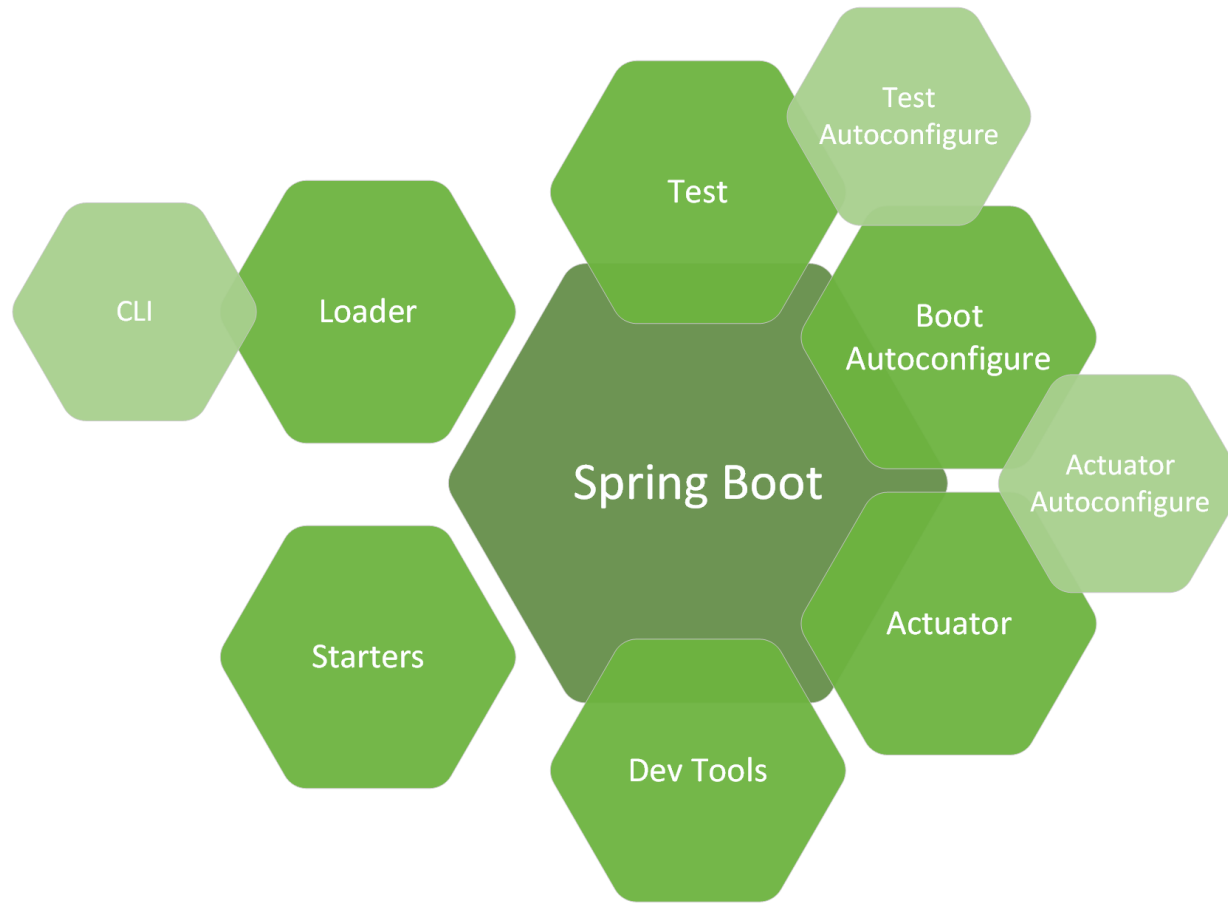 Test
Autoconfigure
Test
CLI
Loader
Boot
Autoconfigure
Spring Boot
Actuator
Autoconfigure
Starters
Actuator
Dev Tools